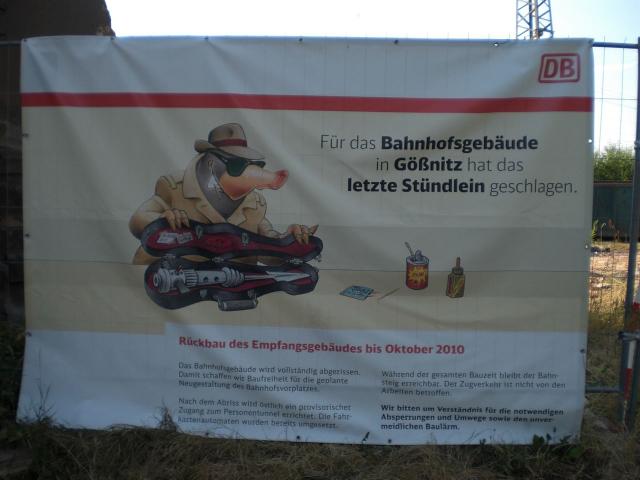 DB
Für das Bahnhofsgebäude
in Gößnitz hat das
letzte Stündlein geschlagen.
Rückbau des Empfangsgebäudes bis Oktober 2010
Das Bahnhofsgebäude wird vollständig abgerissen.
Damit schaffen wir Baufreiheit für die geplante
Neugestaltung des Bahnhofsvorplatzes.
Nach dem Abriss wird östlich ein provisorischer
Zugang zum Personentunnel errichtet. Die Fahr-
kartenautomaten wurden bereits umgesetzt.
Während der gesamten Bauzeit bleibt der Bahn-
steig erreichbar. Der Zugverkehr ist nicht von den
Arbeiten betroffen.
Wir bitten um Verständnis für die notwendigen
Absperrungen und Umwege sowie den unver-
meidlichen Baulärm.